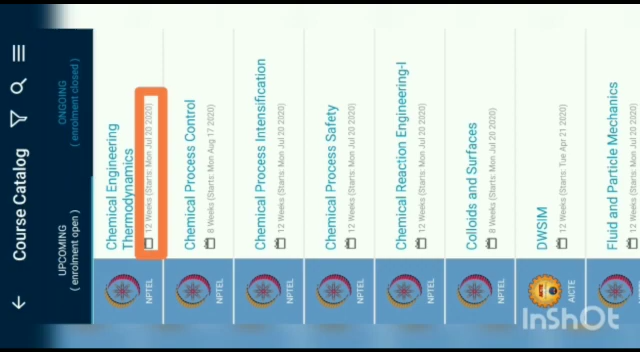 Course Catalog
UPCOMING
( enrolment open )
ONGOING
( enrolment closed )
Chemical Engineering
Thermodynamics
12 Weeks (Starts: Mon Jul 20 2020)
NPTEL
Chemical Process Control
8 Weeks (Starts: Mon Aug 17 2020)
NPTEL
Chemical Process Intensification
12 Weeks (Starts: Mon Jul 20 2020)
NPTEL
Chemical Process Safety
12 Weeks (Starts: Mon Jul 20 2020)
NPTEL
Chemical Reaction Engineering-I
12 Weeks (Starts: Mon Jul 20 2020)
NPTEL
Colloids and Surfaces
8 Weeks (Starts: Mon Jul 20 2020)
NPTEL
DWSIM
12 Weeks (Starts: Tue Apr 21 2020)
AICTE
Fluid and Particle Mechanics
12 Weeks (Starts: Mon Jul 20 2020)
NPTEL
InShOt